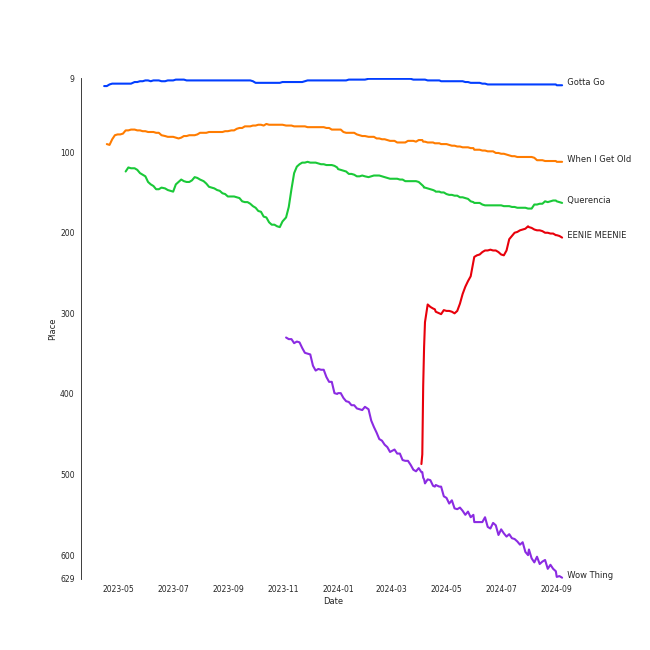 9
Gotta Go
100
When I Get Old
Querencia
200
EENIE MEENIE
300
Place
400
500
600
629
Wow Thing
2023-05 2023-07 2023-09 2023-11 2024-01 2024-03 2024-05 2024-07 2024-09
Date